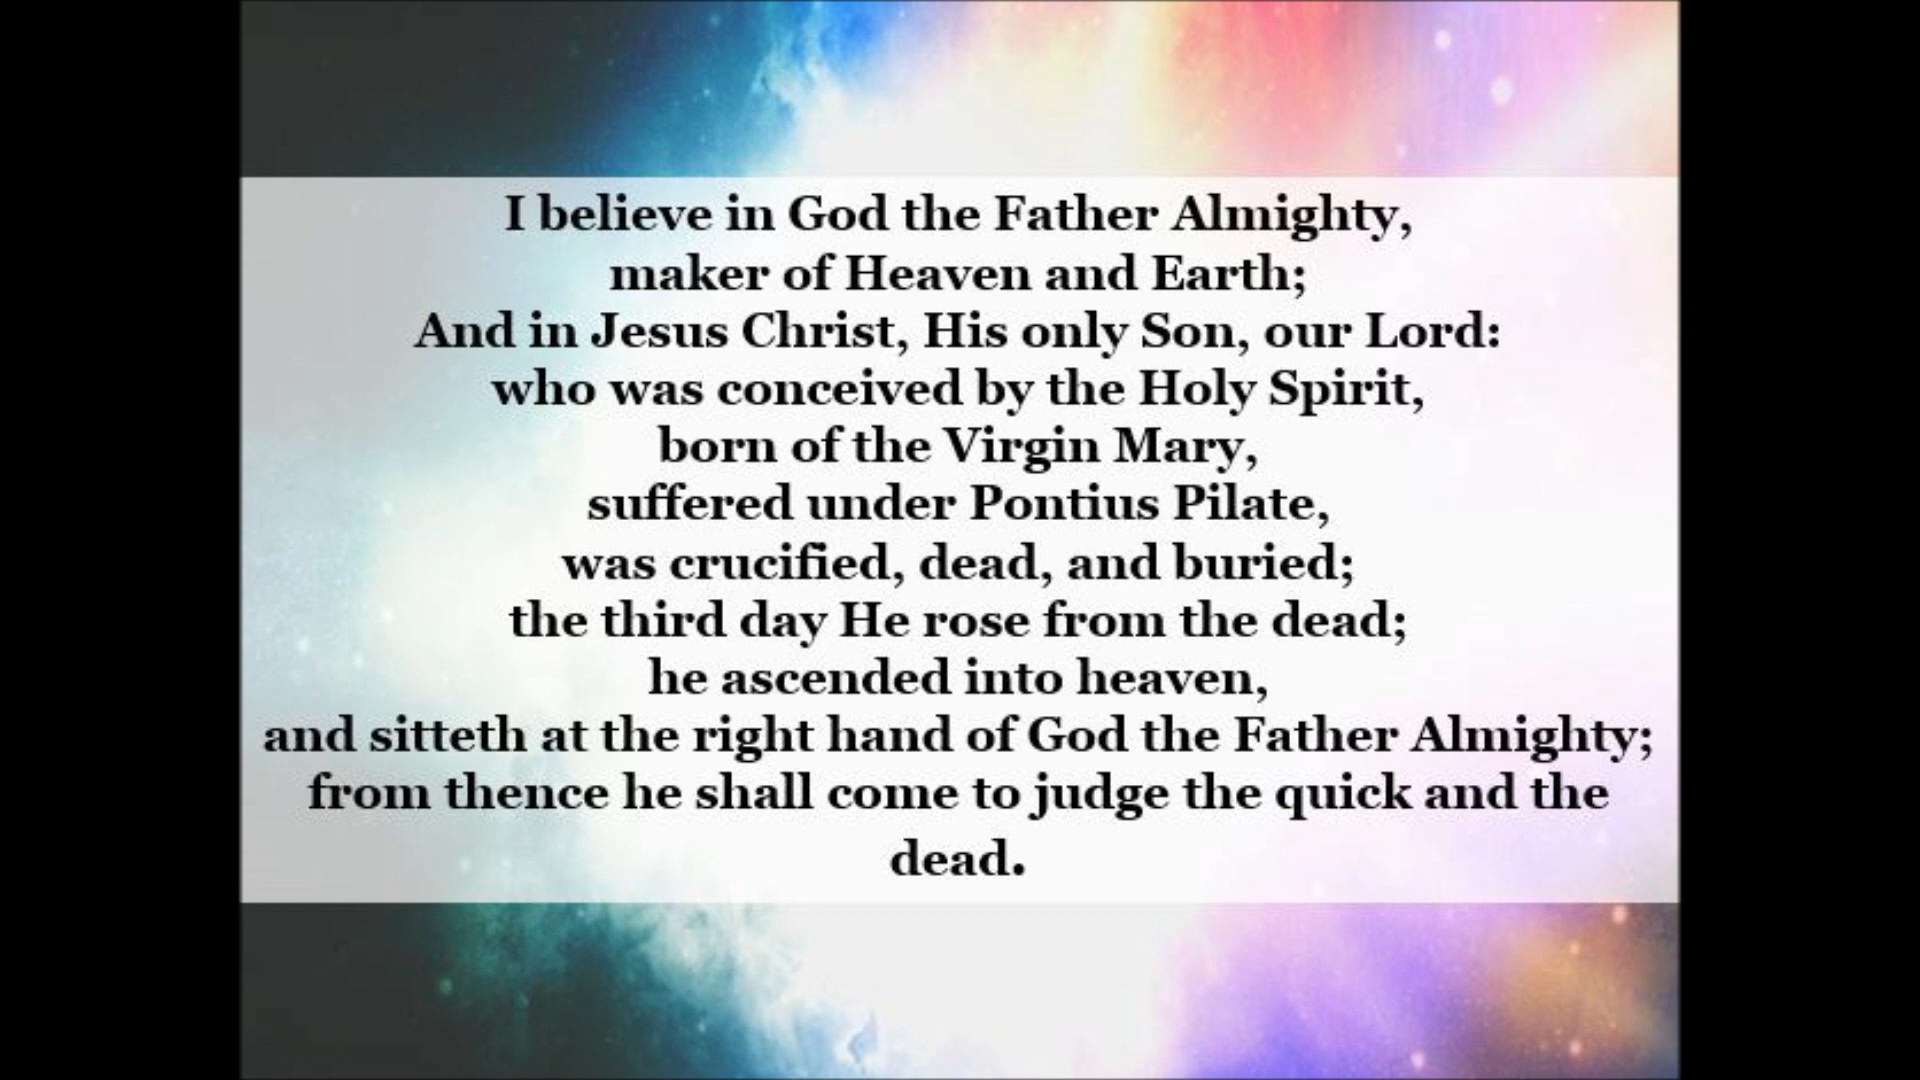 I believe in God the Father Almighty,
maker of Heaven and Earth;
And in Jesus Christ, His only Son, our Lord:
who was conceived by the Holy Spirit,
born of the Virgin Mary,
suffered under Pontius Pilate,
was crucified, dead, and buried;
the third day He rose from the dead;
he ascended into heaven,
and sitteth at the right hand of God the Father Almighty;
from thence he shall come to judge the quick and the
dead.